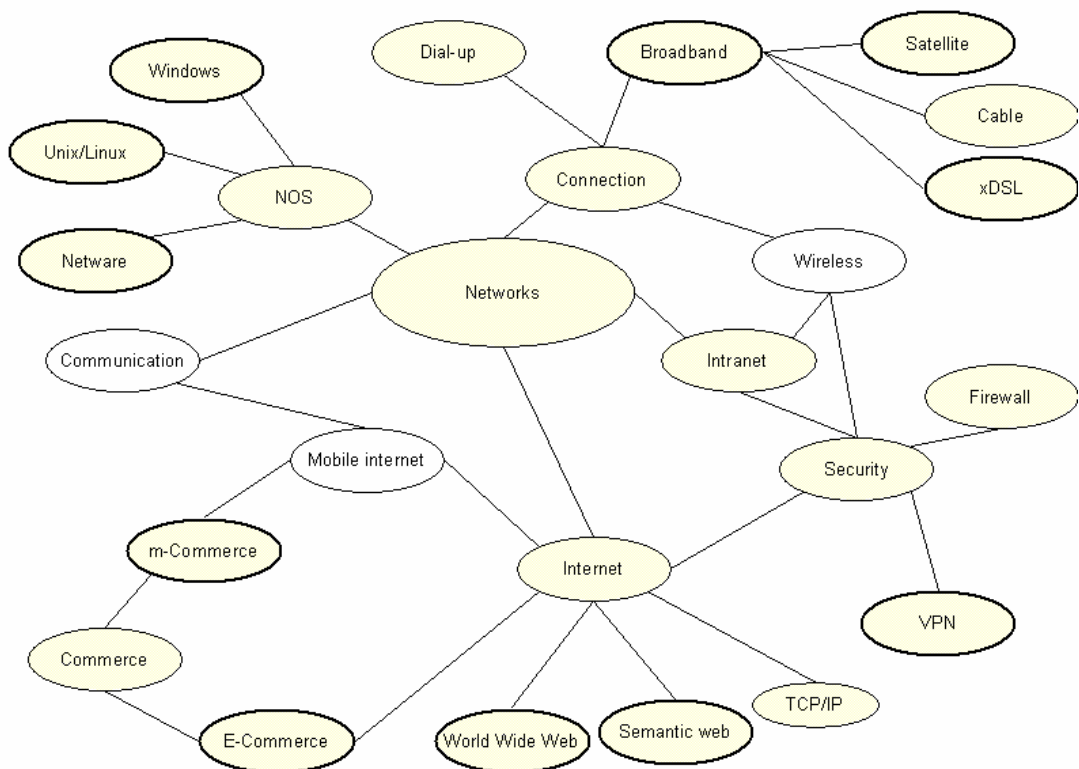 Dial-up
Broadband
Satellite
Windows
Cable
Unix/Linux
Connection
xDSL
NOS
Netware
Wireless
Networks
Communication
Intranet
Firewall
Mobile internet
Security
m-Commerce
Internet
VPN
Commerce
TCP/IP
E-Commerce
World Wide Web
Semantic web